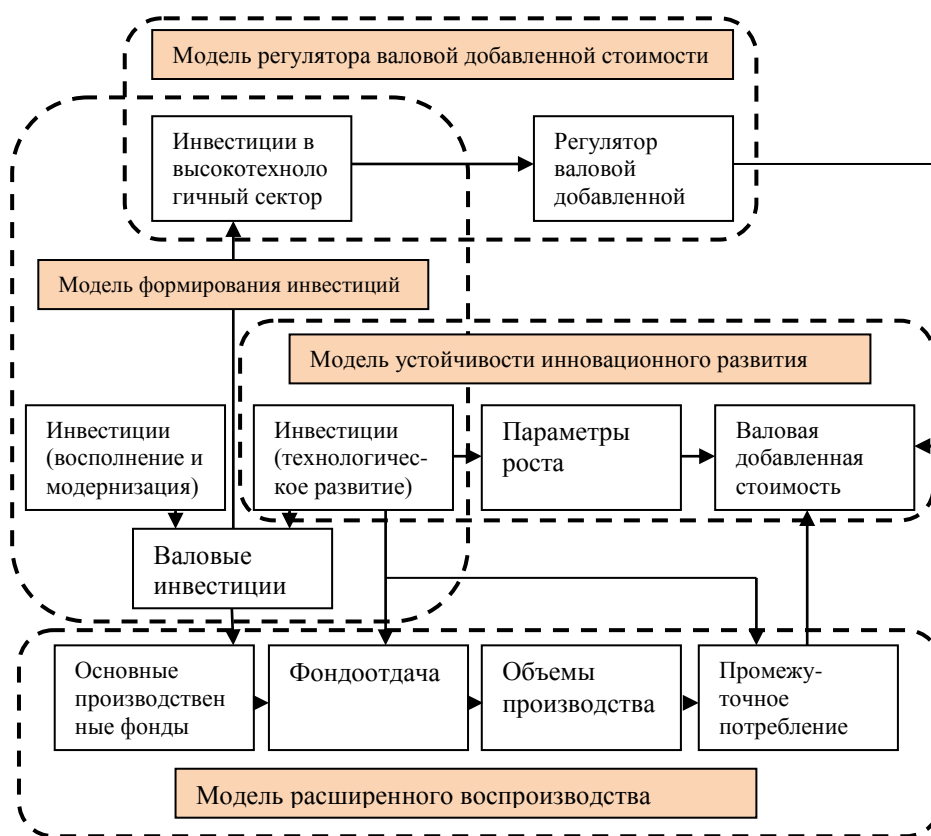 Модель регулятора валовой добавленной стоимости
Инвестиции в
высокотехноло
гичный сектор
Регулятор
валовой
добавленной
Модель формирования инвестиций
Модель устойчивости инновационного развития
Инвестиции
(восполнение и
модернизация)
Инвестиции
(технологичес-
кое развитие)
Параметры
роста
Валовая
добавленная
стоимость
Валовые
инвестиции
Основные
производствен
ные фонды
Фондоотдача
Объемы
производства
Промежу-
точное
потребление
Модель расширенного воспроизводства